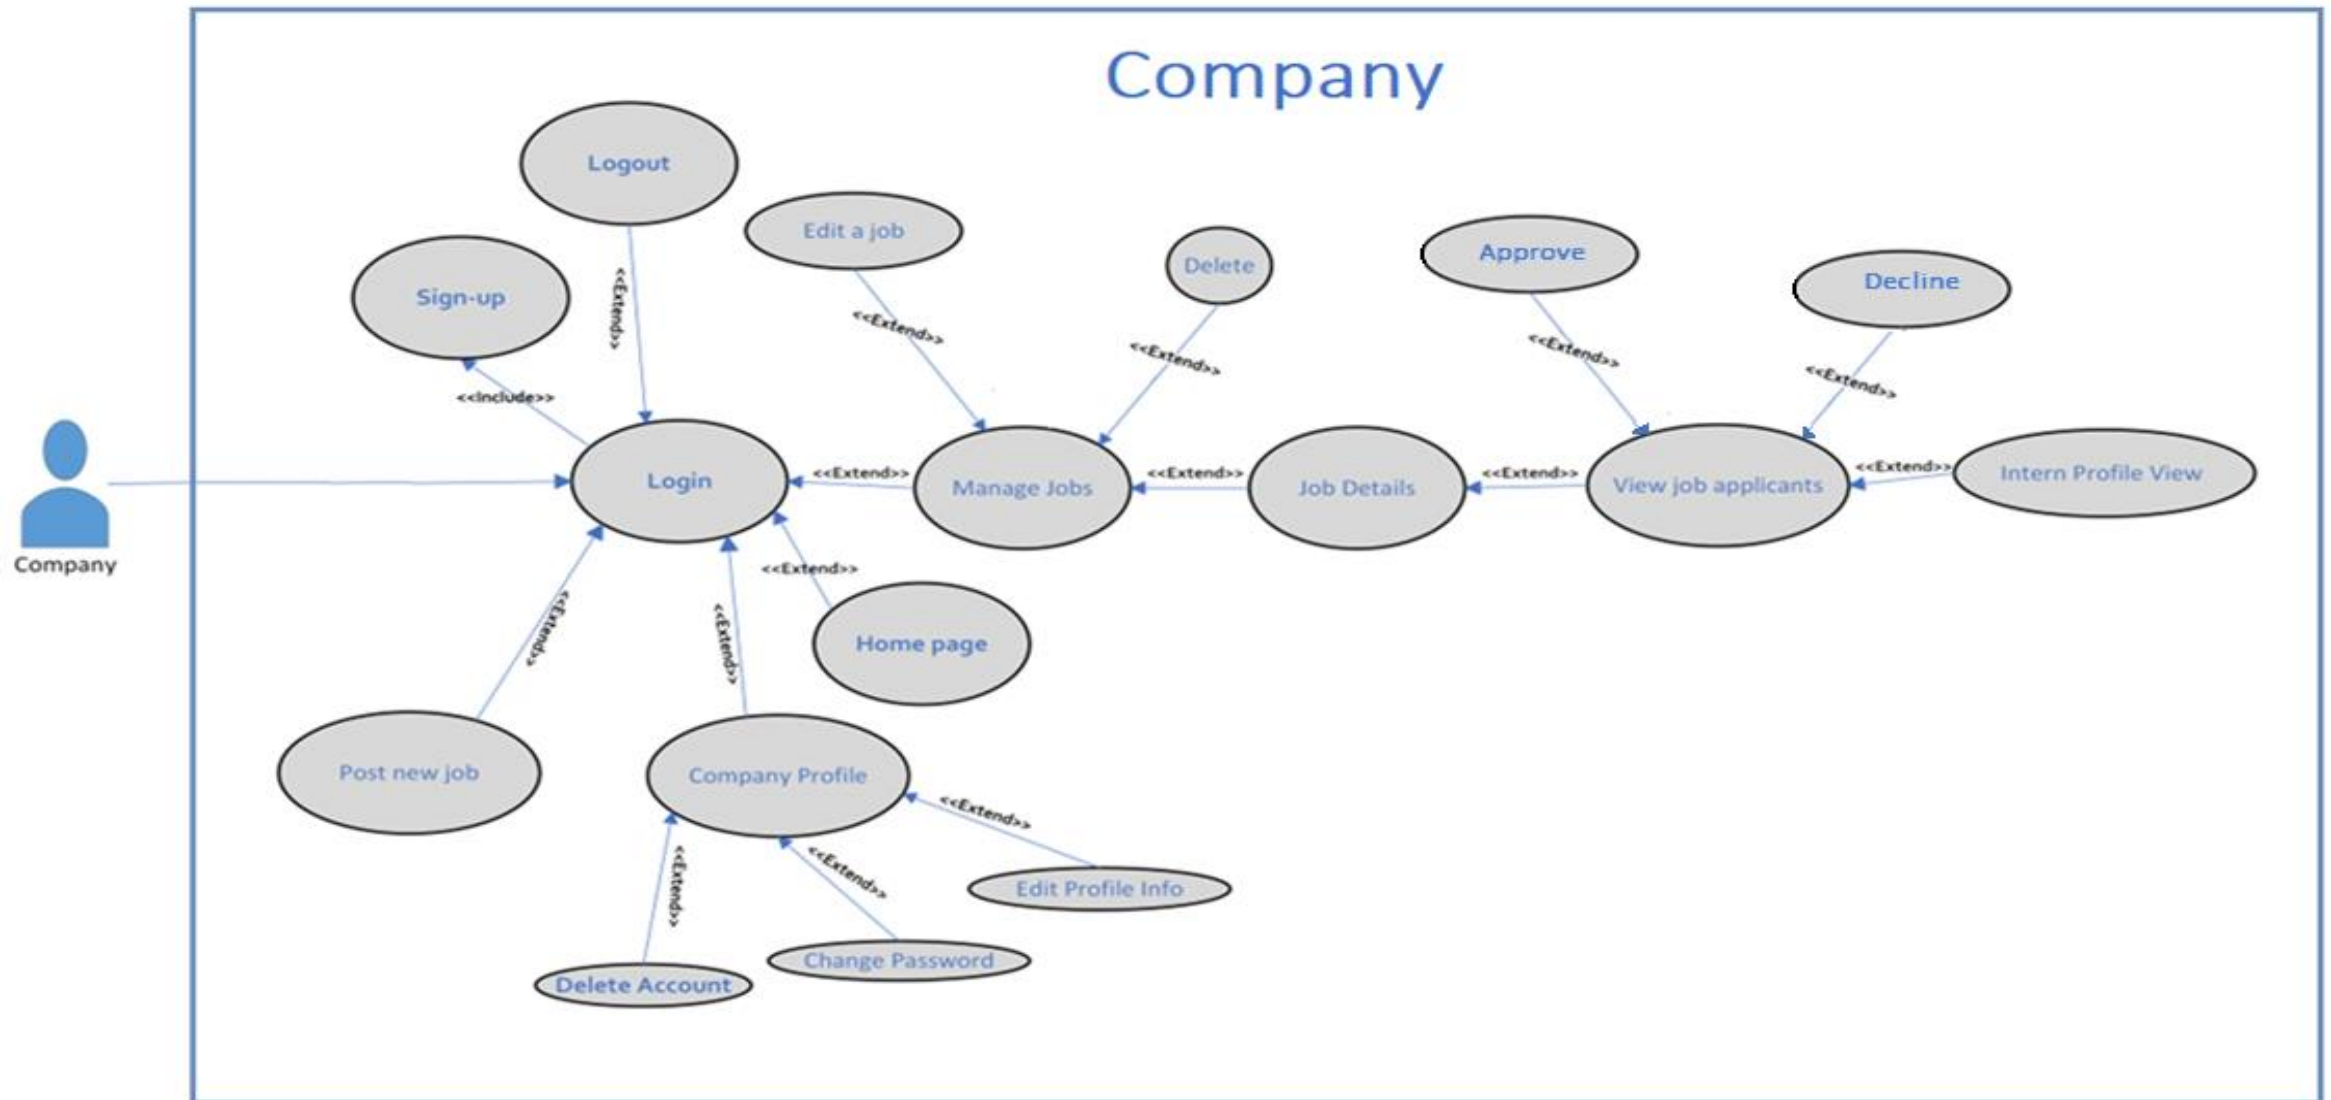 Company
Logout
Edit a job
Delete
Approve
Decline
Sign-up
<<Extend>>
<<Extend>>
<<Extend>>
<<Extend>>
<<Extend>>
<<Include>>
Login
<<Extend>>
Manage Jobs
<<Extend>>
Job Details
<<Extend>>
View job applicants
<<Extend>>
Intern Profile View
Company
<<Extend>>
<<Extend>>
<<Extend>>
Home page
Post new job
Company Profile
<<Extend>>
<<Extend>>
<<Extend>>
Edit Profile Info
Change Password
Delete Account